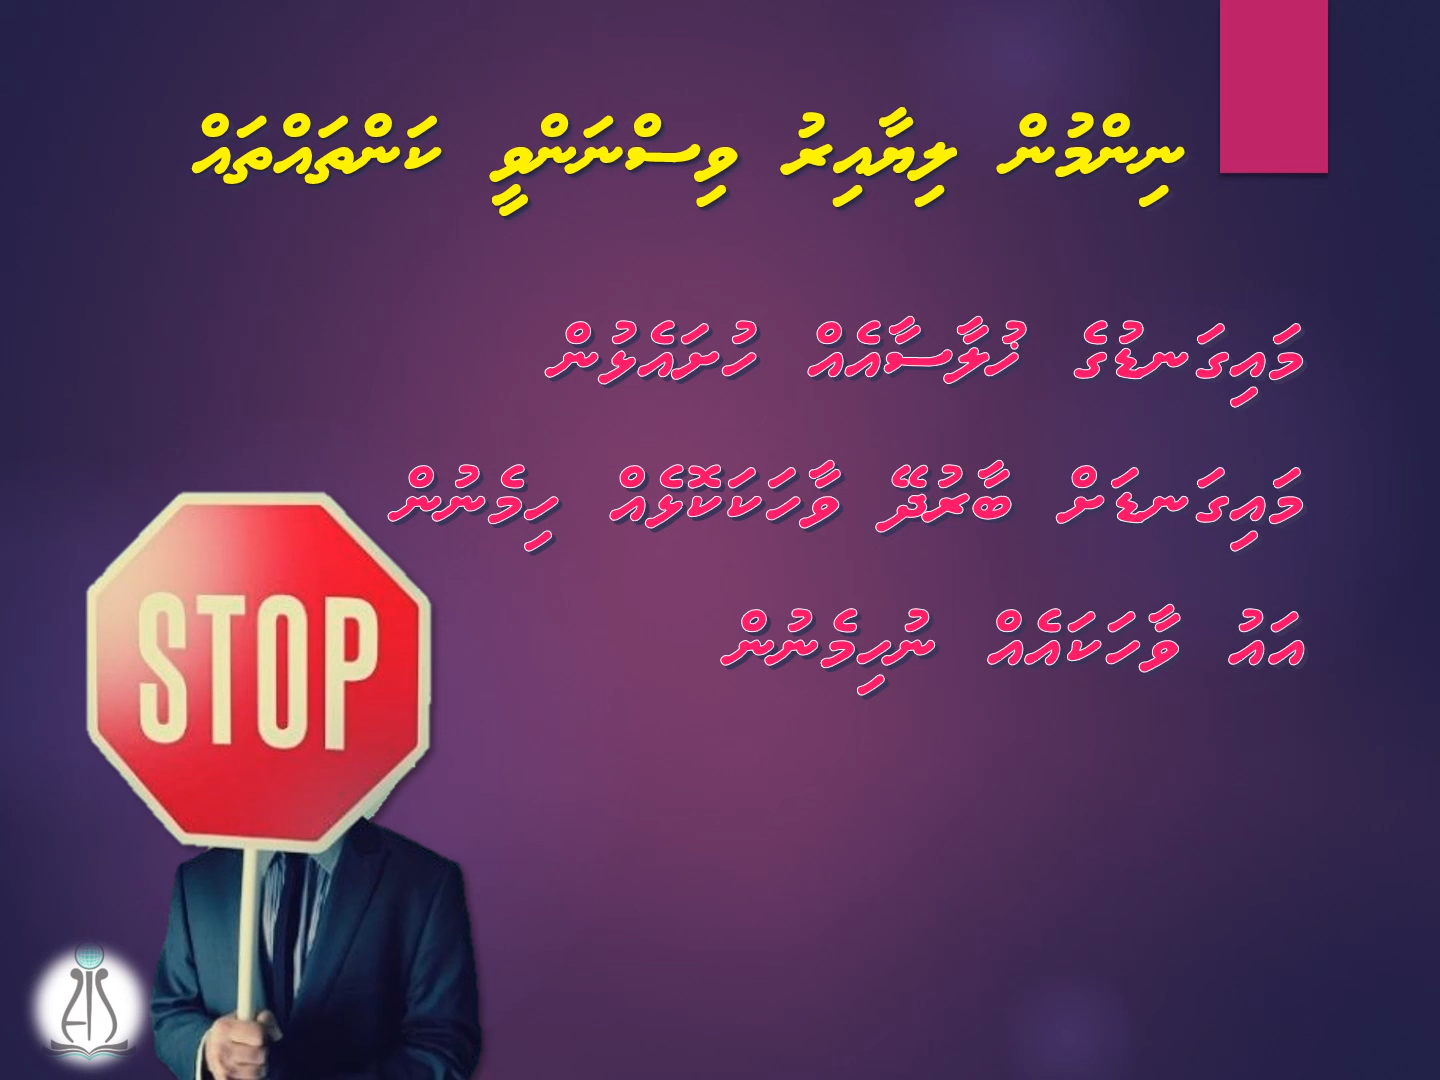 ނިންމުން ލިޔާއިރު ވިސްނަންވީ ކަންތައްތައް
މައިގަނޑުގެ ޚުލާސާއެއް ހުށައެޅުން
މައިގަނޑަށް ބާރުދޭ ވާހަކަކޮޅެއް ހިމެނުން
އައު ވާހަކައެއް ނުހިމެނުން
STOP